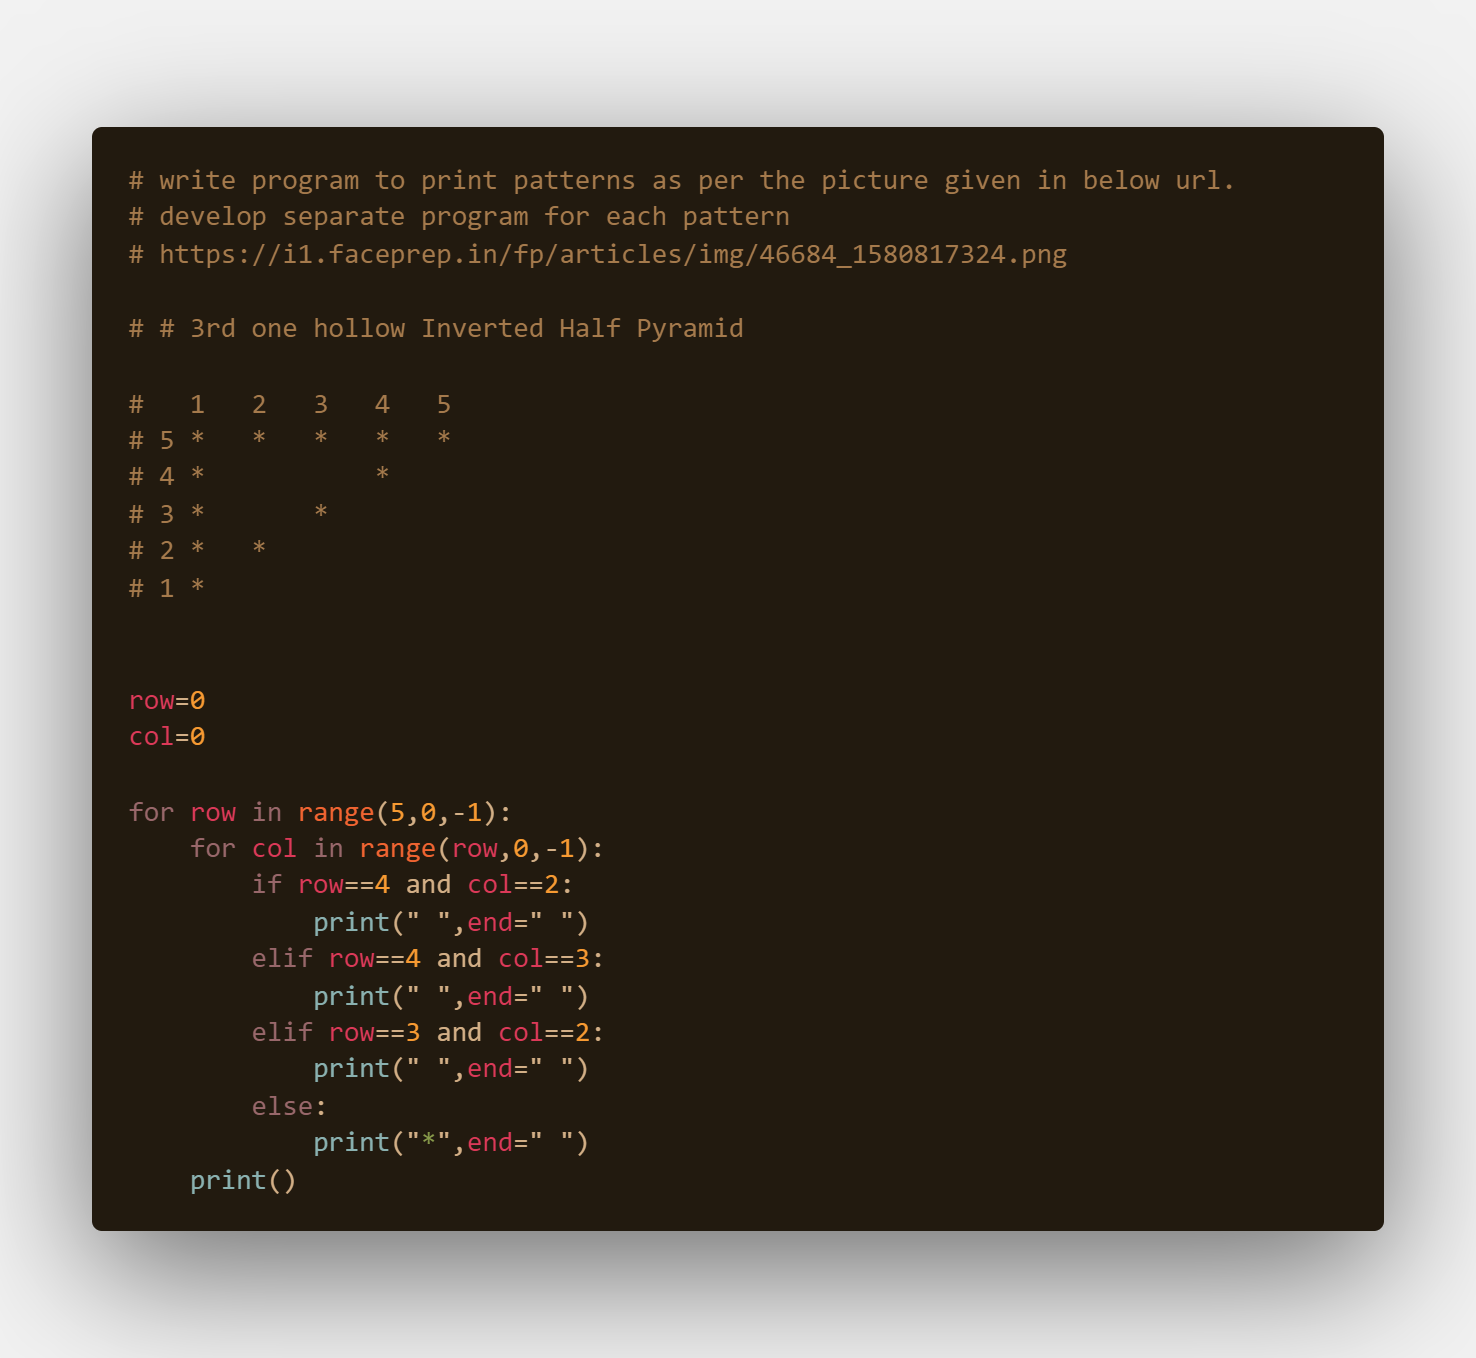 # write program to print patterns as per the picture given in below url.
# develop separate program for each pattern
# https://i1.faceprep.in/fp/articles/img/46684_1580817324.png

# # 3rd one hollow Inverted Half Pyramid

#   1   2   3   4   5
# 5 *   *   *   *   *
# 4 *           *
# 3 *       *
# 2 *   *
# 1 *


row=0
col=0

for row in range(5,0,-1):
    for col in range(row,0,-1):
        if row==4 and col==2:
            print(" ",end=" ")
        elif row==4 and col==3:
            print(" ",end=" ")
        elif row==3 and col==2:
            print(" ",end=" ")
        else:
            print("*",end=" ")
    print()